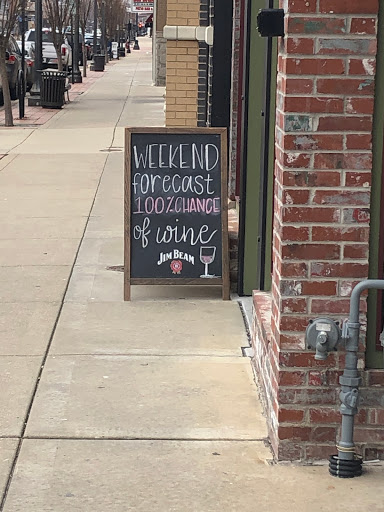 WEEKEND
forecast
100% CHANCE
of wine
JIM BEAM